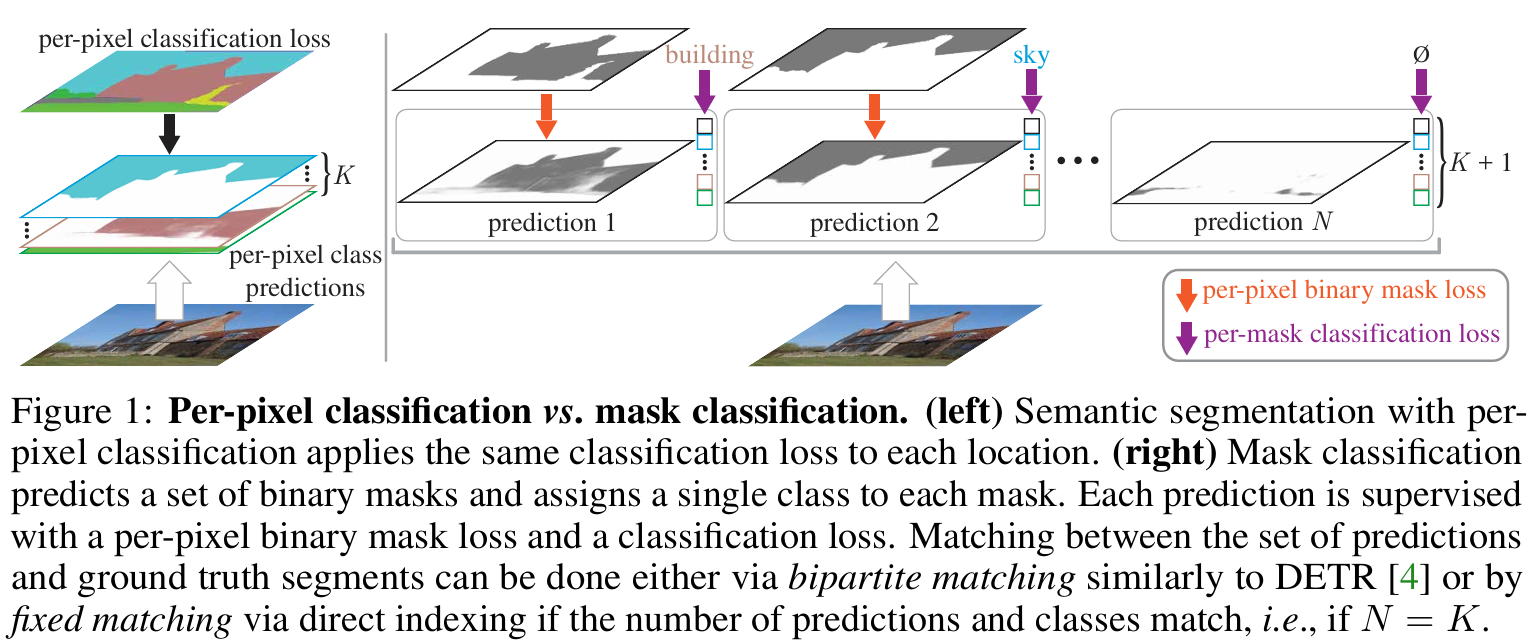 per-pixel classification loss
K
per-pixel class
predictions
building
sky
Ø
prediction 1
prediction 2
prediction N
K + 1
per-pixel binary mask loss
per-mask classification loss
Figure 1: Per-pixel classification vs. mask classification. (left) Semantic segmentation with per-
pixel classification applies the same classification loss to each location. (right) Mask classification
predicts a set of binary masks and assigns a single class to each mask. Each prediction is supervised
with a per-pixel binary mask loss and a classification loss. Matching between the set of predictions
and ground truth segments can be done either via bipartite matching similarly to DETR [4] or by
fixed matching via direct indexing if the number of predictions and classes match, i.e., if N = K.